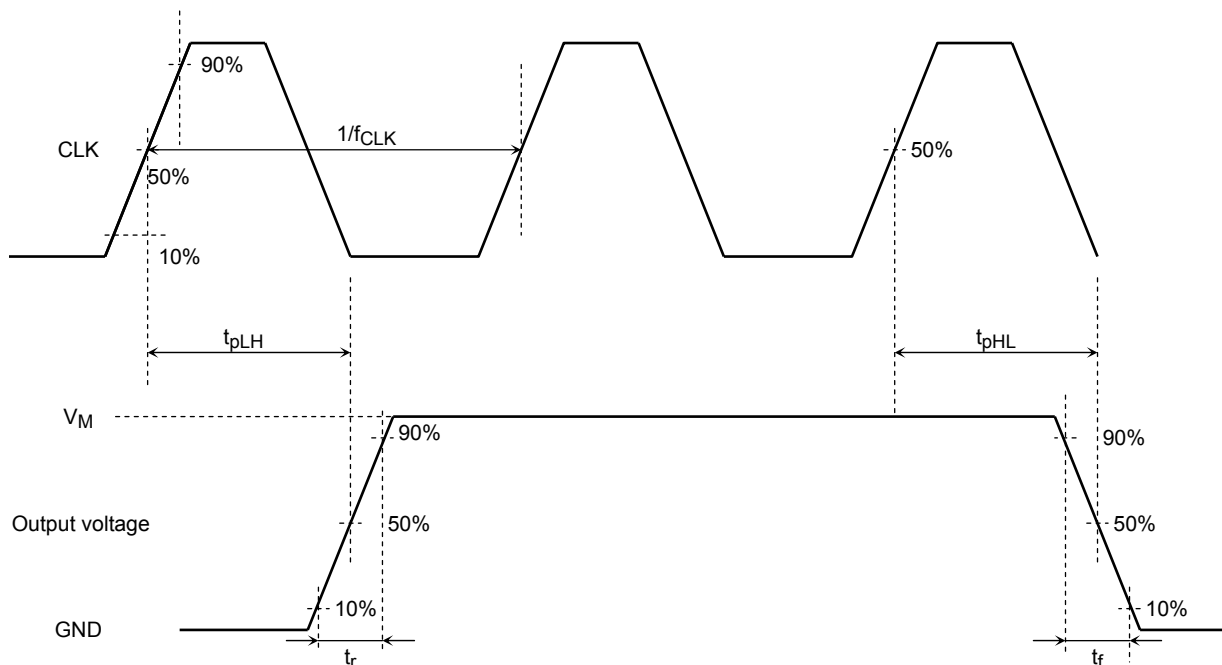 90%
1/fCLK
CLK
50%
50%
10%
tpLH
tpHL
VM
90%
90%
Output voltage
50%
50%
10%
10%
GND
tr
tf